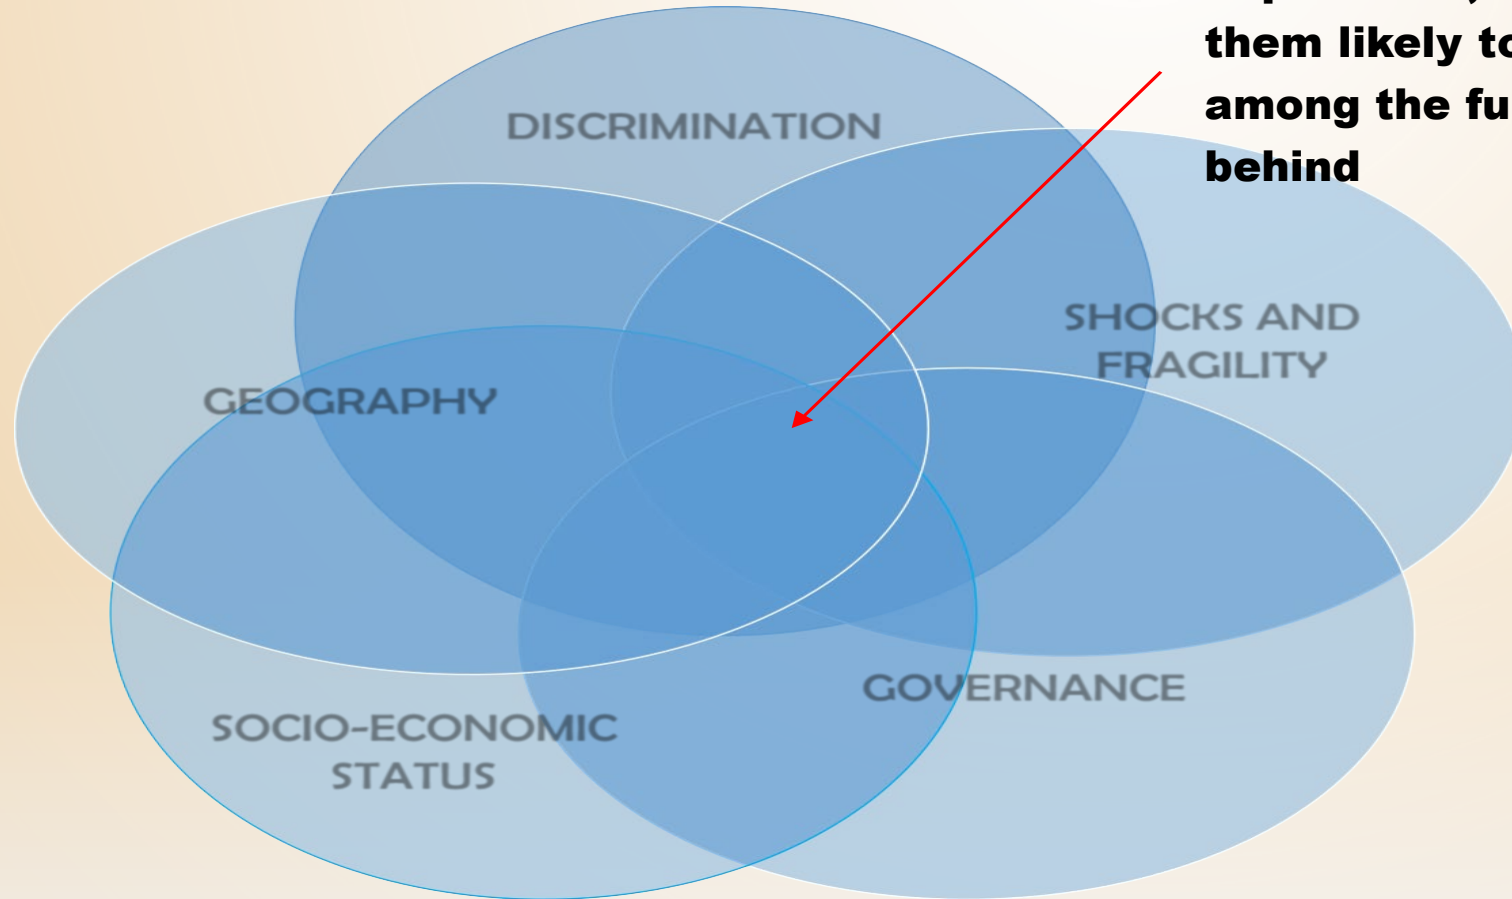 them likely to
among the fu
behind
DISCRIMINATION
SHOCKS AND
FRAGILITY
GEOGRAPHY
GOVERNANCE
SOCIO-ECONOMIC
STATUS